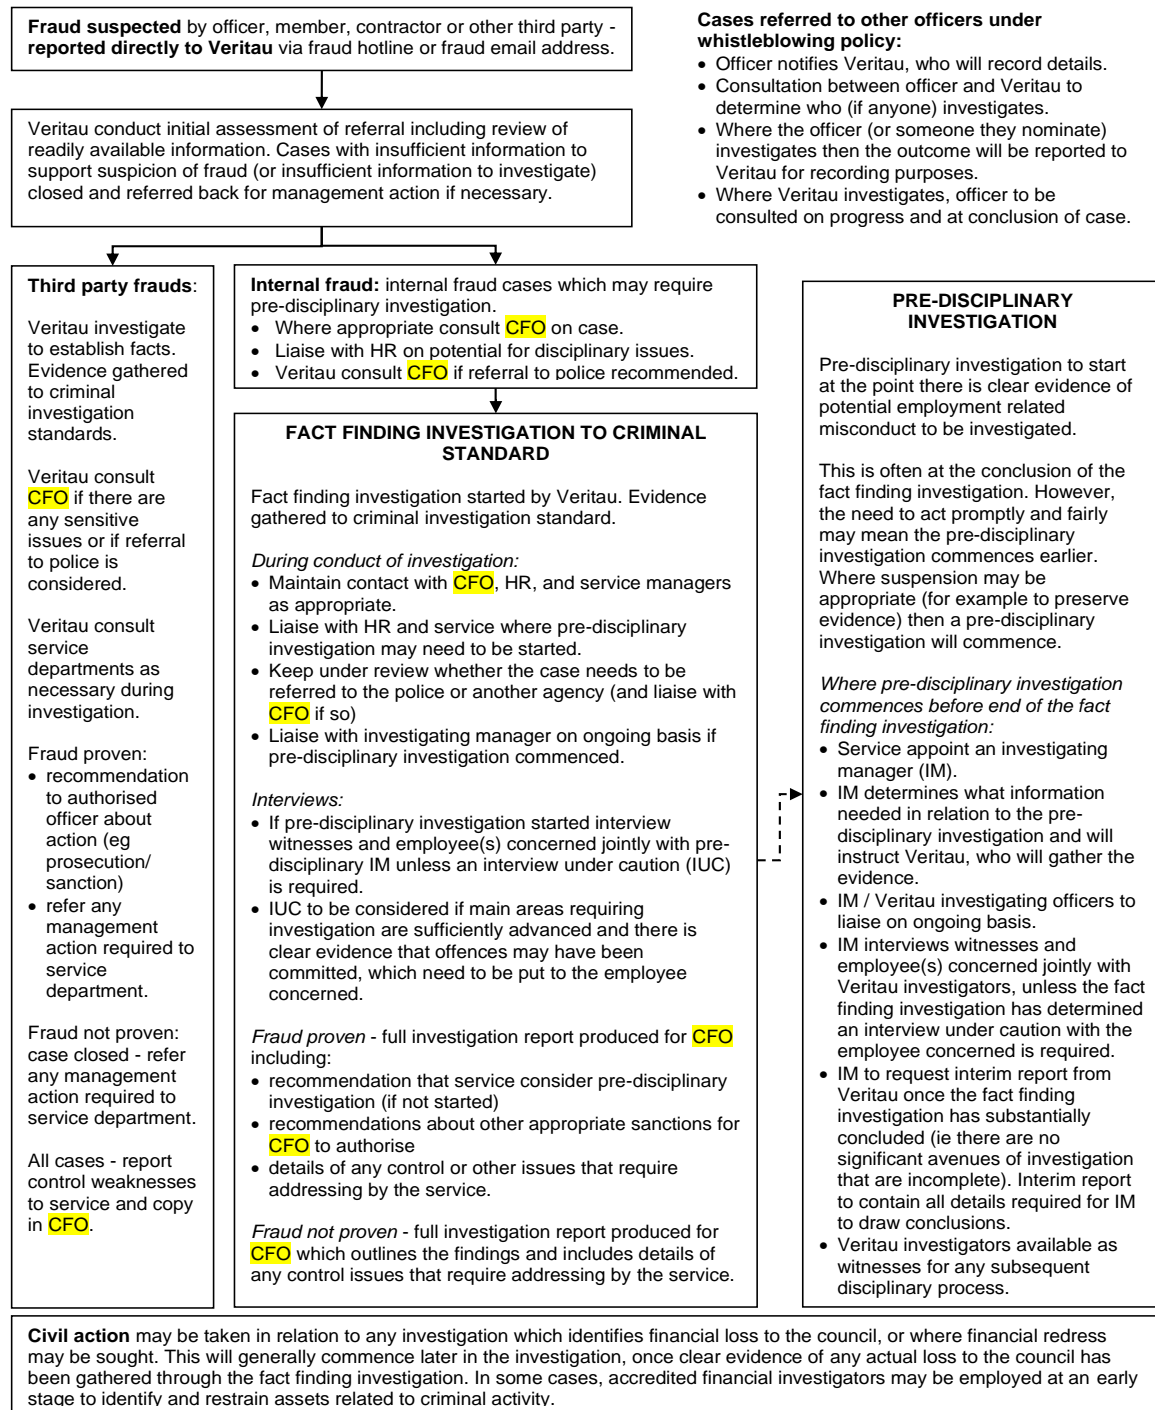 Fraud suspected by officer, member, contractor or other third party -
reported directly to Veritau via fraud hotline or fraud email address.
Cases referred to other officers under
whistleblowing policy:
• Officer notifies Veritau, who will record details.
• Consultation between officer and Veritau to
determine who (if anyone) investigates.
• Where the officer (or someone they nominate)
investigates then the outcome will be reported to
Veritau for recording purposes.
• Where Veritau investigates, officer to be
consulted on progress and at conclusion of case.
Veritau conduct initial assessment of referral including review of
readily available information. Cases with insufficient information to
support suspicion of fraud (or insufficient information to investigate)
closed and referred back for management action if necessary.
Third party frauds:
Veritau investigate
to establish facts.
Evidence gathered
to criminal
investigation
standards.
Veritau consult
CFO if there are
any sensitive
issues or if referral
to police is
considered.
Veritau consult
service
departments as
necessary during
investigation.
Fraud proven:
• recommendation
to authorised
officer about
action (eg
prosecution/
sanction)
• refer any
management
action required to
service
department.
Fraud not proven:
case closed - refer
any management
action required to
service department.
All cases - report
control weaknesses
to service and copy
in CFO.
Internal fraud: internal fraud cases which may require
pre-disciplinary investigation.
• Where appropriate consult CFO on case.
• Liaise with HR on potential for disciplinary issues.
• Veritau consult CFO if referral to police recommended.
FACT FINDING INVESTIGATION TO CRIMINAL
STANDARD
Fact finding investigation started by Veritau. Evidence
gathered to criminal investigation standard.
During conduct of investigation:
• Maintain contact with CFO, HR, and service managers
as appropriate.
• Liaise with HR and service where pre-disciplinary
investigation may need to be started.
• Keep under review whether the case needs to be
referred to the police or another agency (and liaise with
CFO if so)
• Liaise with investigating manager on ongoing basis if
pre-disciplinary investigation commenced.
Interviews:
• If pre-disciplinary investigation started interview
witnesses and employee(s) concerned jointly with pre-
disciplinary IM unless an interview under caution (IUC)
is required.
• IUC to be considered if main areas requiring
investigation are sufficiently advanced and there is
clear evidence that offences may have been
committed, which need to be put to the employee
concerned.
Fraud proven - full investigation report produced for CFO
including:
• recommendation that service consider pre-disciplinary
investigation (if not started)
• recommendations about other appropriate sanctions for
CFO to authorise
• details of any control or other issues that require
addressing by the service.
Fraud not proven - full investigation report produced for
CFO which outlines the findings and includes details of
any control issues that require addressing by the service.
PRE-DISCIPLINARY
INVESTIGATION
Pre-disciplinary investigation to start
at the point there is clear evidence of
potential employment related
misconduct to be investigated.
This is often at the conclusion of the
fact finding investigation. However,
the need to act promptly and fairly
may mean the pre-disciplinary
investigation commences earlier.
Where suspension may be
appropriate (for example to preserve
evidence) then a pre-disciplinary
investigation will commence.
Where pre-disciplinary investigation
commences before end of the fact
finding investigation:
• Service appoint an investigating
manager (IM).
• IM determines what information
needed in relation to the pre-
disciplinary investigation and will
instruct Veritau, who will gather the
evidence.
• IM / Veritau investigating officers to
liaise on ongoing basis.
• IM interviews witnesses and
employee(s) concerned jointly with
Veritau investigators, unless the fact
finding investigation has determined
an interview under caution with the
employee concerned is required.
• IM to request interim report from
Veritau once the fact finding
investigation has substantially
concluded (ie there are no
significant avenues of investigation
that are incomplete). Interim report
to contain all details required for IM
to draw conclusions.
• Veritau investigators available as
witnesses for any subsequent
disciplinary process.
Civil action may be taken in relation to any investigation which identifies financial loss to the council, or where financial redress
may be sought. This will generally commence later in the investigation, once clear evidence of any actual loss to the council has
been gathered through the fact finding investigation. In some cases, accredited financial investigators may be employed at an early
stage to identify and restrain assets related to criminal activity.